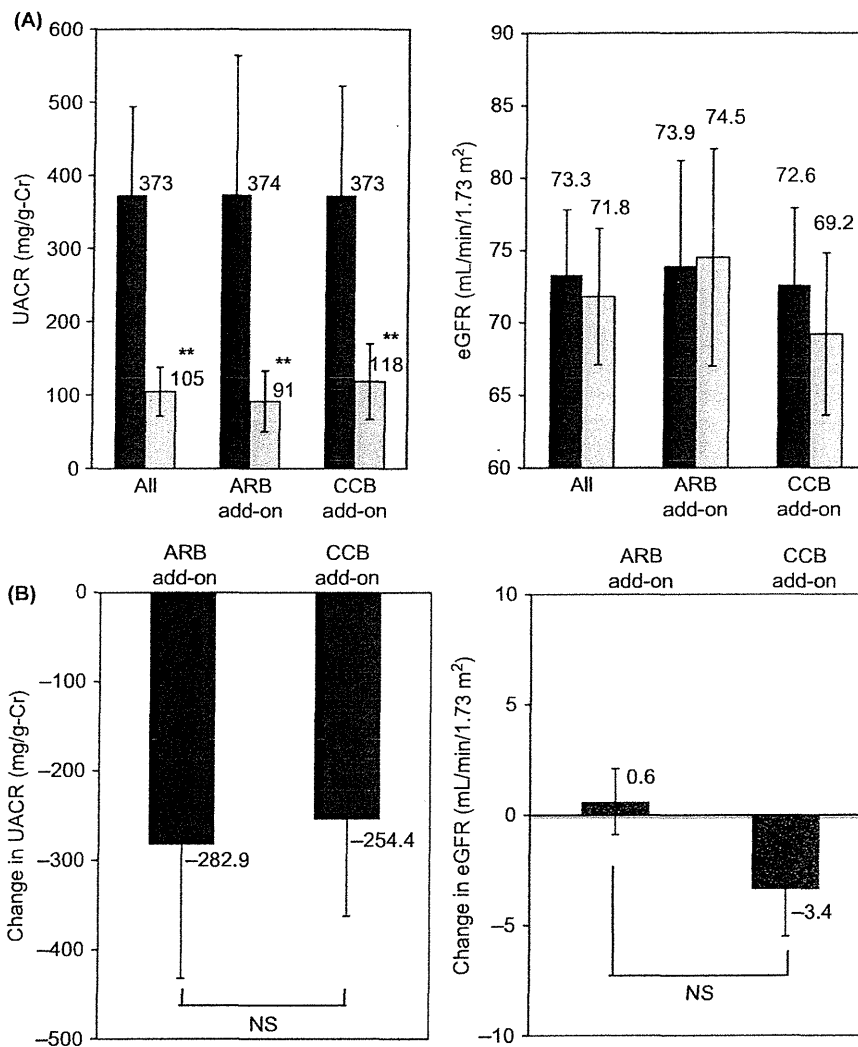 (A)
600
500
400
300
200
100
0
UACR (mg/g-Cr)
373
**
105
374
**
91
373
**
118
All
ARB
add-on
CCB
add-on
90
85
80
75
70
65
60
eGFR (mL/min/1.73 m²)
73.3
71.8
73.9
74.5
72.6
69.2
All
ARB
add-on
CCB
add-on
(B)
ARB
add-on
CCB
add-on
0
–100
–200
–300
–400
–500
Change in UACR (mg/g-Cr)
–282.9
–254.4
NS
ARB
add-on
CCB
add-on
10
5
0
–5
–10
Change in eGFR (mL/min/1.73 m²)
0.6
–3.4
NS